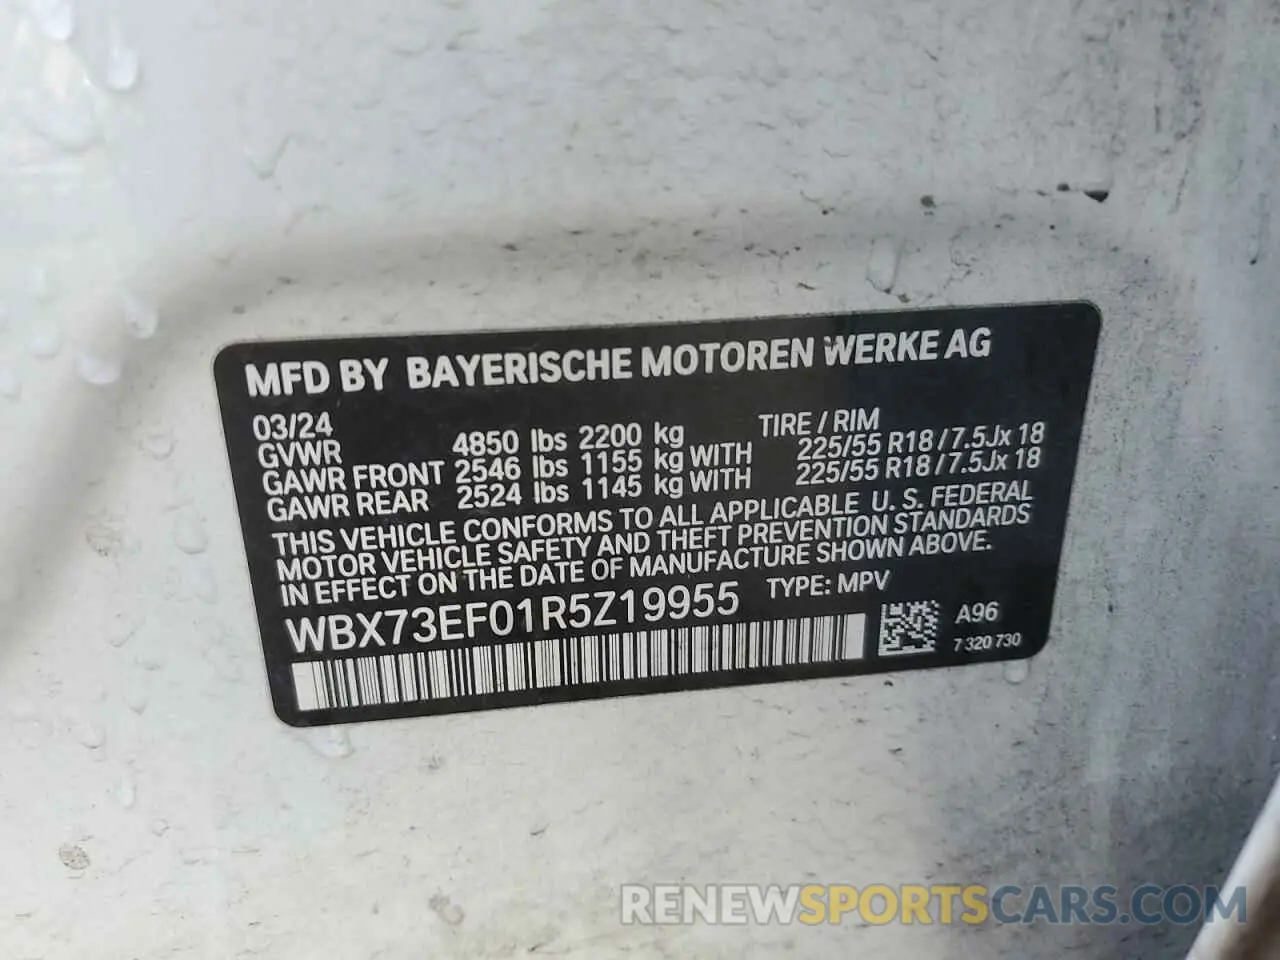 MFD BY BAYERISCHE MOTOREN WERKE AG
03/24
GVWR 4850 lbs 2200 kg TIRE / RIM
GAWR FRONT 2546 lbs 1155 kg WITH 225/55 R18 / 7.5Jx 18
GAWR REAR 2524 lbs 1145 kg WITH 225/55 R18 / 7.5Jx 18
THIS VEHICLE CONFORMS TO ALL APPLICABLE U. S. FEDERAL
MOTOR VEHICLE SAFETY AND THEFT PREVENTION STANDARDS
IN EFFECT ON THE DATE OF MANUFACTURE SHOWN ABOVE.
WBX73EF01R5Z19955 TYPE: MPV
A96
7 320 730
RENEWSPORTSCARS.COM